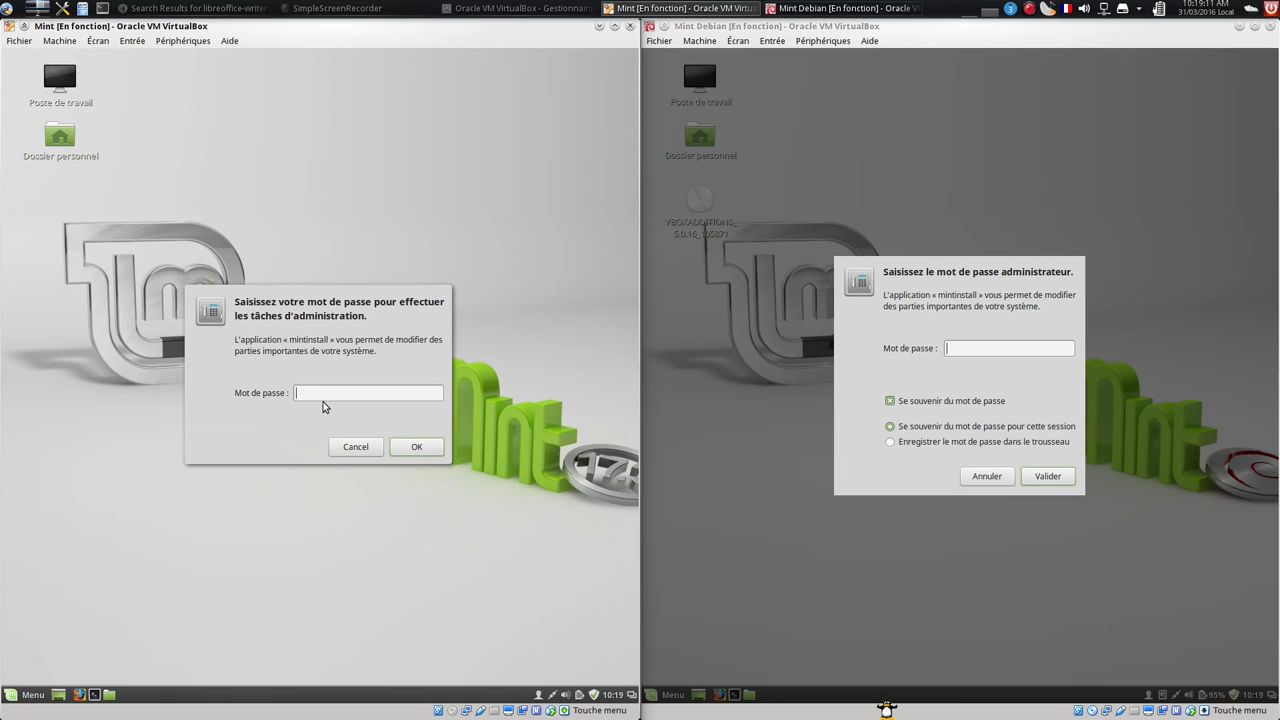 Search Results for libreoffice-writer
SimpleScreenRecorder
Oracle VM VirtualBox - Gestionnair
Mint [En fonction] - Oracle VM Virt
Mint Debian [En fonction] - Oracle V
10:19:11 AM
31/03/2016 Local
Mint [En fonction] - Oracle VM VirtualBox
Fichier Machine Écran Entrée Périphériques Aide
Poste de travail
Dossier personnel
Saisissez votre mot de passe pour effectuer
les tâches d'administration.
L'application « mintinstall » vous permet de modifier des
parties importantes de votre système.
Mot de passe :
Cancel OK
Menu
10:19
Touche menu
Mint Debian [En fonction] - Oracle VM VirtualBox
Fichier Machine Écran Entrée Périphériques Aide
Poste de travail
Dossier personnel
VBOXADDITIONS_
5.0.16_105871
Saisissez le mot de passe administrateur.
L'application « mintinstall » vous permet de modifier
des parties importantes de votre système.
Mot de passe :
Se souvenir du mot de passe
Se souvenir du mot de passe pour cette session
Enregistrer le mot de passe dans le trousseau
Annuler Valider
Menu
95% 10:19
Touche menu